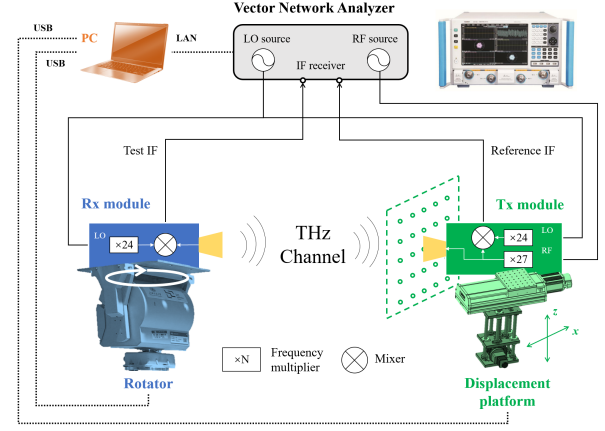 Vector Network Analyzer
USB
PC
LAN
USB
LO source
RF source
IF receiver
Test IF
Reference IF
Rx module
Tx module
LO
×24
THz
Channel
×24
LO
×27
RF
z
x
×N
Frequency
multiplier
Mixer
Rotator
Displacement
platform